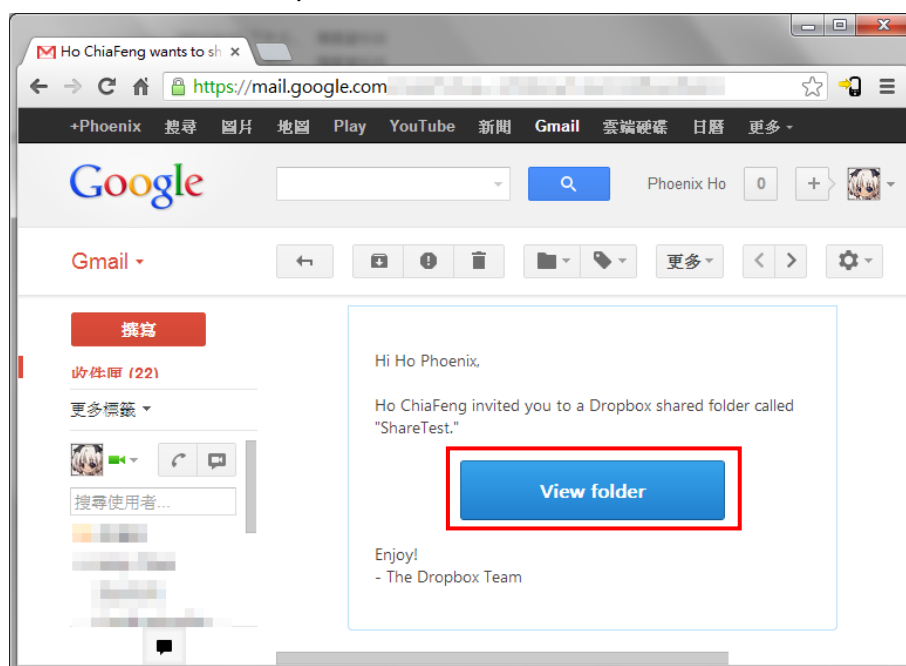 Ho ChiaFeng wants to sh
https://mail.google.com
+Phoenix 搜尋 圖片 地圖 Play YouTube 新聞 Gmail 雲端硬碟 日曆 更多
Google
Phoenix Ho 0 +
Gmail
更多
撰寫
收件匣 (22)
更多標籤
搜尋使用者...
Hi Ho Phoenix,
Ho ChiaFeng invited you to a Dropbox shared folder called
"ShareTest."
View folder
Enjoy!
- The Dropbox Team